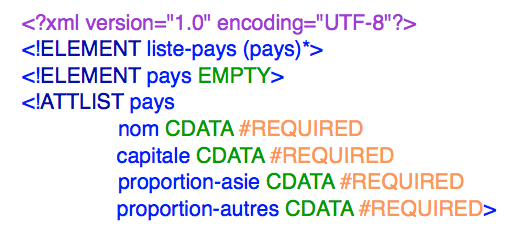 <?xml version="1.0" encoding="UTF-8"?>
<!ELEMENT liste-pays (pays)*>
<!ELEMENT pays EMPTY>
<!ATTLIST pays
nom CDATA #REQUIRED
capitale CDATA #REQUIRED
proportion-asie CDATA #REQUIRED
proportion-autres CDATA #REQUIRED>